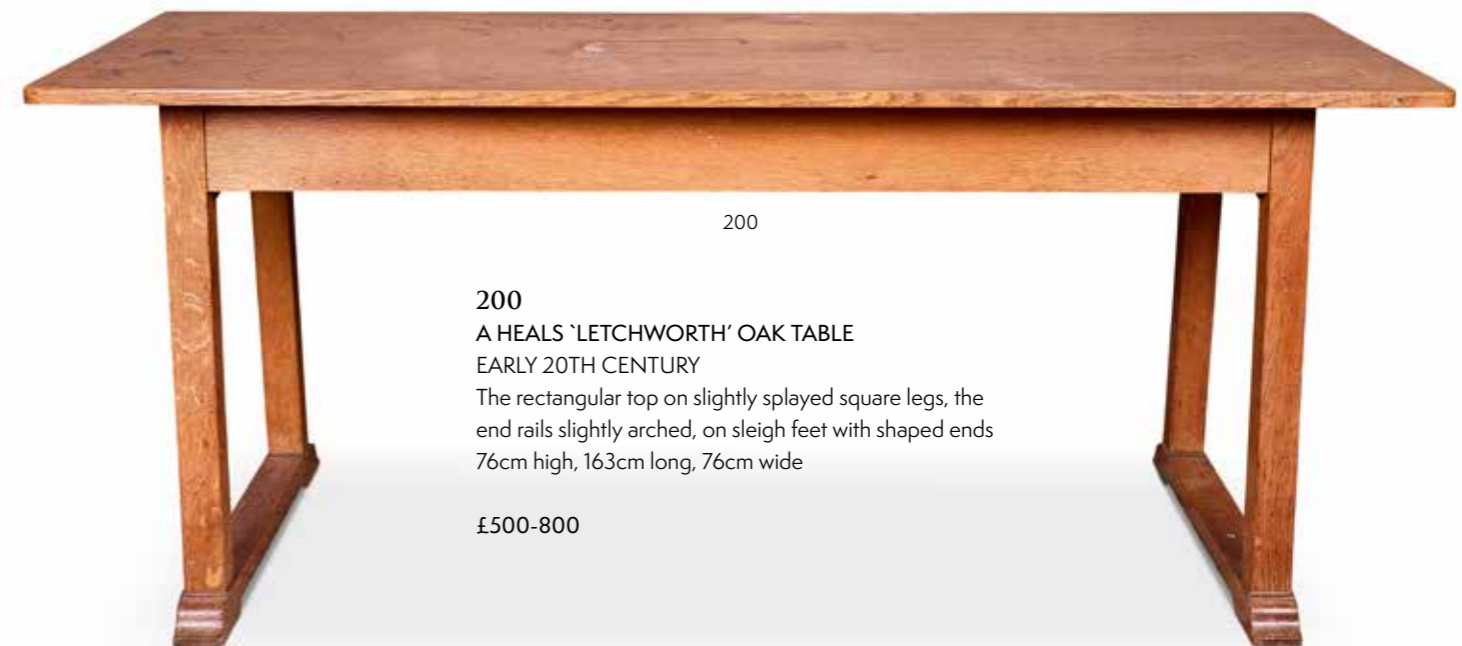 200
200
A HEALS `LETCHWORTH' OAK TABLE
EARLY 20TH CENTURY
The rectangular top on slightly splayed square legs, the
end rails slightly arched, on sleigh feet with shaped ends
76cm high, 163cm long, 76cm wide
£500-800